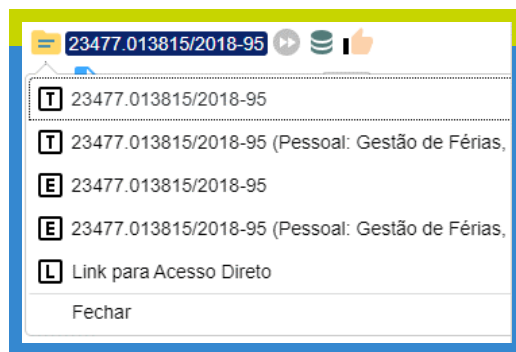 23477.013815/2018-95
T 23477.013815/2018-95
T 23477.013815/2018-95 (Pessoal: Gestão de Férias,
E 23477.013815/2018-95
E 23477.013815/2018-95 (Pessoal: Gestão de Férias,
L Link para Acesso Direto
Fechar